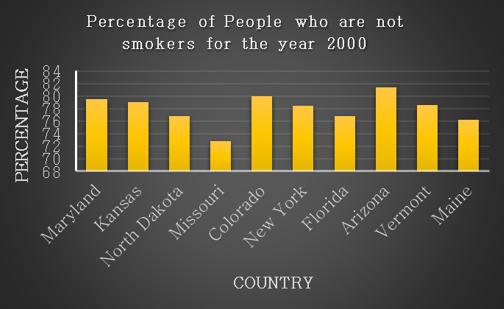 Percentage of People who are not
smokers for the year 2000
PERCENTAGE
84
82
80
78
76
74
72
70
68
Maryland
Kansas
North Dakota
Missouri
Colorado
New York
Florida
Arizona
Vermont
Maine
COUNTRY